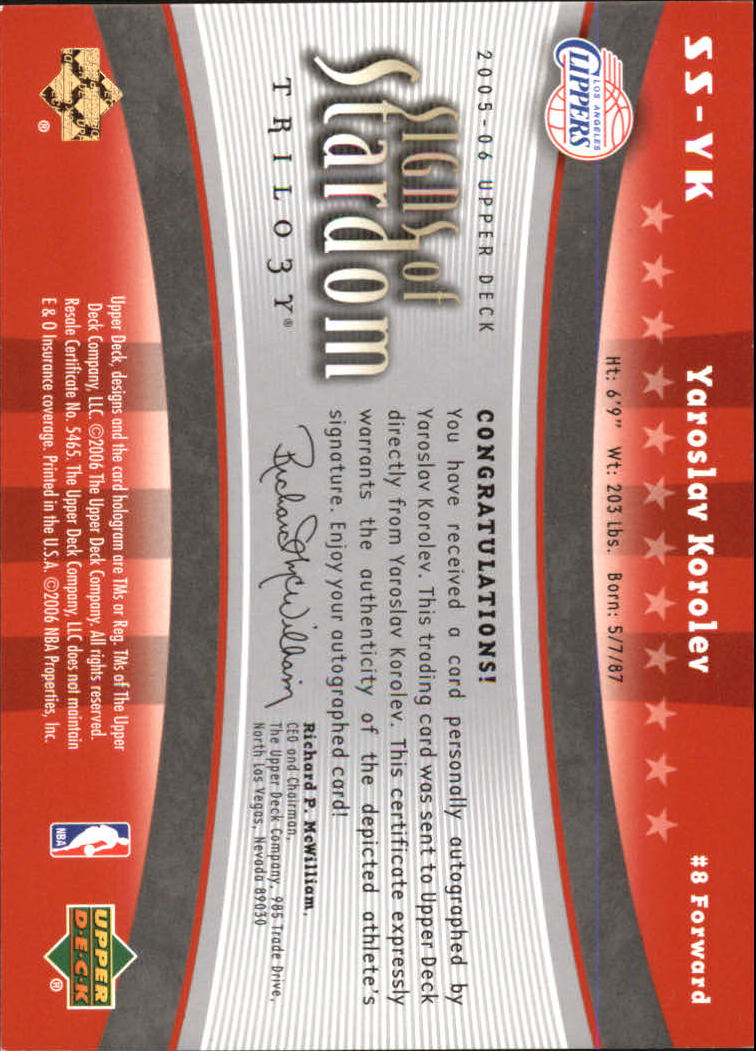 SS-YK
Yaroslav Korolev
#8 Forward
Ht: 6'9" Wt: 203 lbs. Born: 5/7/87
LOS ANGELES
CLIPPERS
2005-06 UPPER DECK
SIGNS of
Stardom
TRILO3Y®
CONGRATULATIONS!
You have received a card personally autographed by
Yaroslav Korolev. This trading card was sent to Upper Deck
directly from Yaroslav Korolev. This certificate expressly
warrants the authenticity of the depicted athlete's
signature. Enjoy your autographed card!
Richard P. McWilliam
Richard P. McWilliam,
CEO and Chairman,
The Upper Deck Company, 985 Trade Drive,
North Las Vegas, Nevada 89030
Upper Deck, designs and the card hologram are TMs or Reg. TMs of The Upper
Deck Company, LLC. ©2006 The Upper Deck Company. All rights reserved.
Resale Certificate No. 5465. The Upper Deck Company, LLC does not maintain
E & O Insurance coverage. Printed in the U.S.A. ©2006 NBA Properties, Inc.
®
NBA
UPPER
D.E.C.K
®